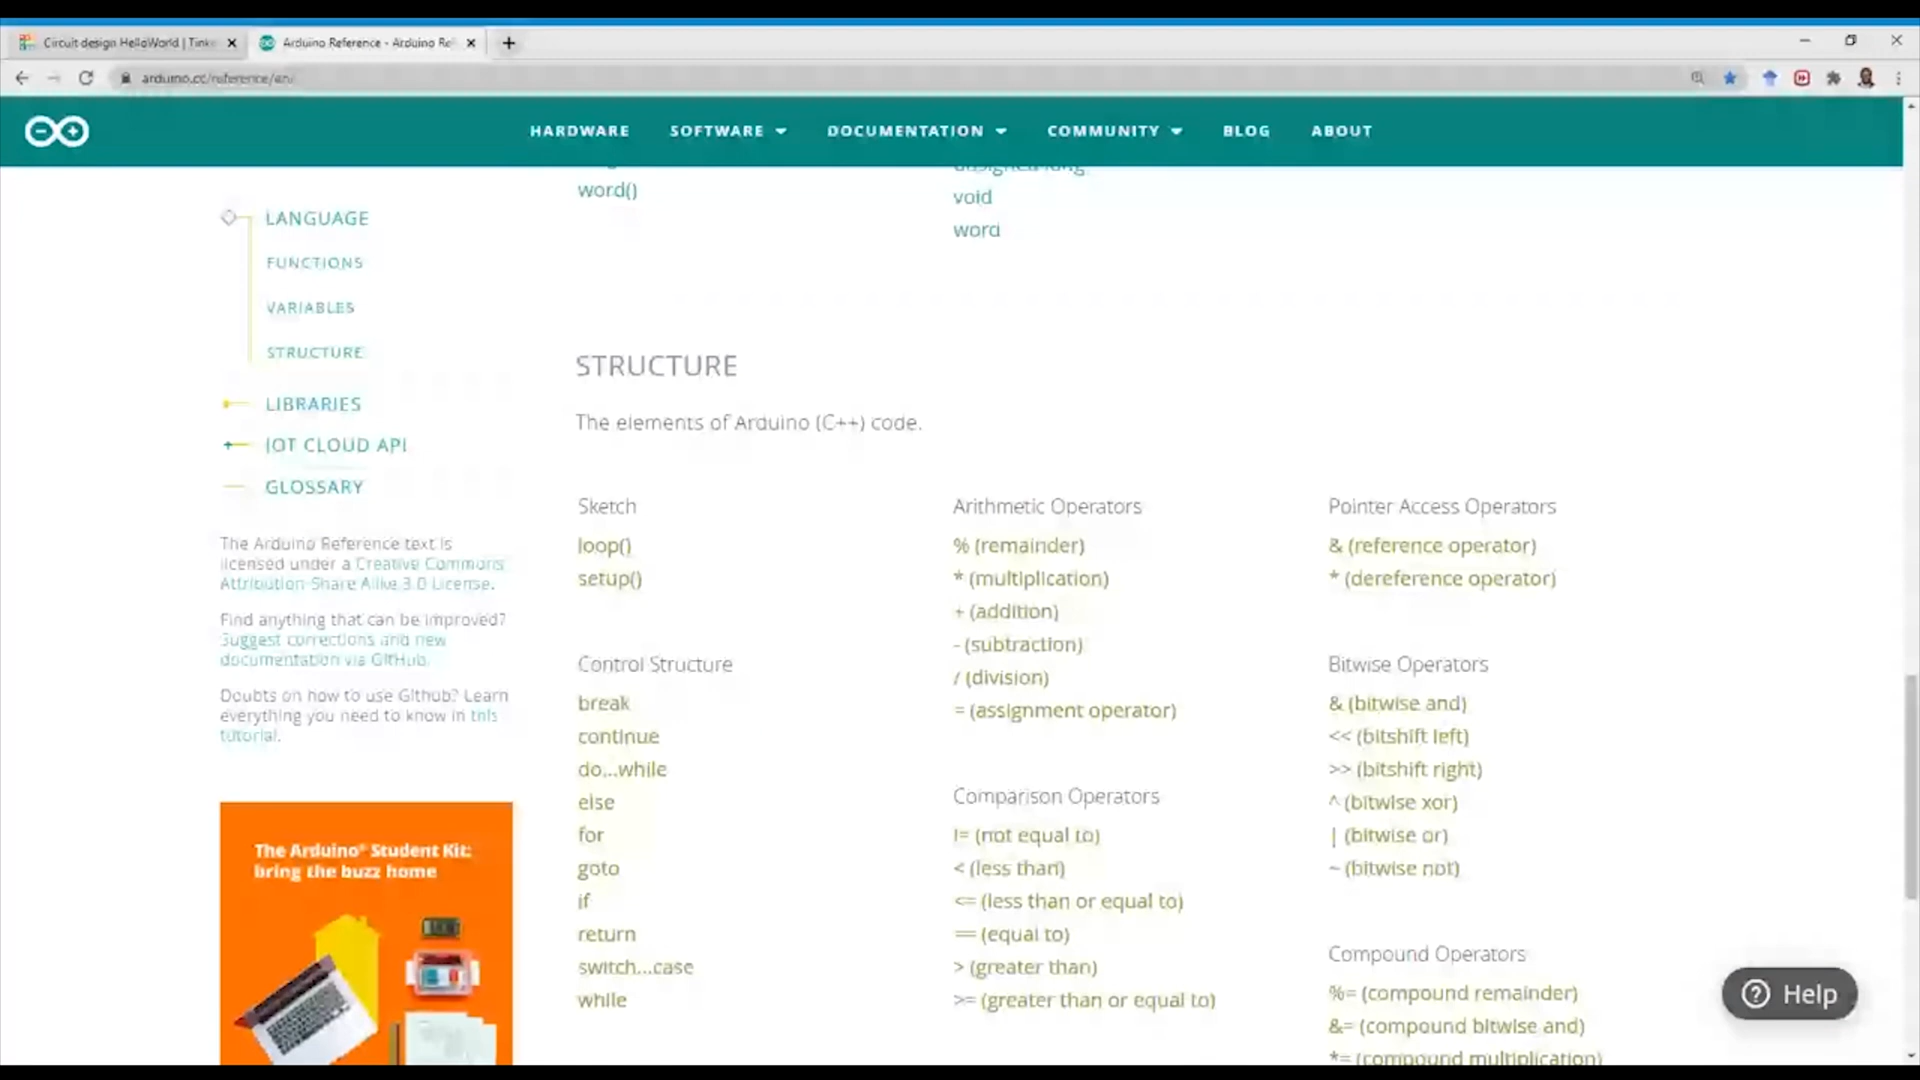 Circuit design HelloWorld | Tinke
Arduino Reference - Arduino Re
arduino.cc/reference/en/
HARDWARE
SOFTWARE
DOCUMENTATION
COMMUNITY
BLOG
ABOUT
LANGUAGE
FUNCTIONS
VARIABLES
STRUCTURE
LIBRARIES
IOT CLOUD API
GLOSSARY
The Arduino Reference text is
licensed under a Creative Commons
Attribution-Share Alike 3.0 License.
Find anything that can be improved?
Suggest corrections and new
documentation via GitHub.
Doubts on how to use Github? Learn
everything you need to know in this
tutorial.
The Arduino® Student Kit:
bring the buzz home
word()
unsigned long
void
word
STRUCTURE
The elements of Arduino (C++) code.
Sketch
loop()
setup()
Control Structure
break
continue
do...while
else
for
goto
if
return
switch...case
while
Arithmetic Operators
% (remainder)
* (multiplication)
+ (addition)
- (subtraction)
/ (division)
= (assignment operator)
Comparison Operators
!= (not equal to)
< (less than)
<= (less than or equal to)
== (equal to)
> (greater than)
>= (greater than or equal to)
Pointer Access Operators
& (reference operator)
* (dereference operator)
Bitwise Operators
& (bitwise and)
<< (bitshift left)
>> (bitshift right)
^ (bitwise xor)
| (bitwise or)
~ (bitwise not)
Compound Operators
%= (compound remainder)
&= (compound bitwise and)
*= (compound multiplication)
Help